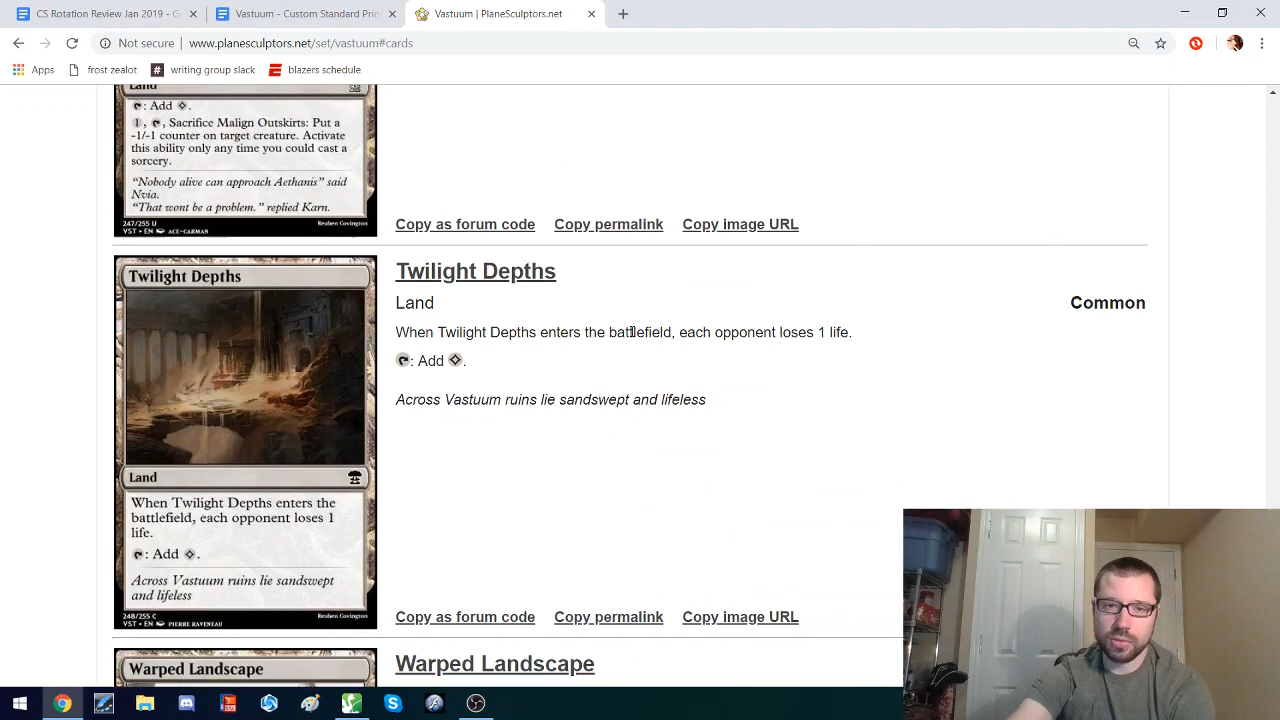 CS Rotation Review Jan 2019 - G
Vastuum - Custom Standard Prim
Vastuum | PlaneSculptors.net
Not secure | www.planesculptors.net/set/vastuum#cards
Apps frost zealot writing group slack blazers schedule
Land
: Add .
1, , Sacrifice Malign Outskirts: Put a
-1/-1 counter on target creature. Activate
this ability only any time you could cast a
sorcery.
“Nobody alive can approach Aethanis” said
Nvia.
“That wont be a problem.” replied Karn.
247/255 U
Reuben Covington
VST • EN ACE-GARMAN
Copy as forum code Copy permalink Copy image URL
Twilight Depths
Land
Common
When Twilight Depths enters the battlefield, each opponent loses 1 life.
: Add .
Across Vastuum ruins lie sandswept and lifeless
Twilight Depths
Land
When Twilight Depths enters the
battlefield, each opponent loses 1
life.
: Add .
Across Vastuum ruins lie sandswept
and lifeless
248/255 C
Reuben Covington
VST • EN PIERRE RAVENEAU
Copy as forum code Copy permalink Copy image URL
Warped Landscape
Warped Landscape